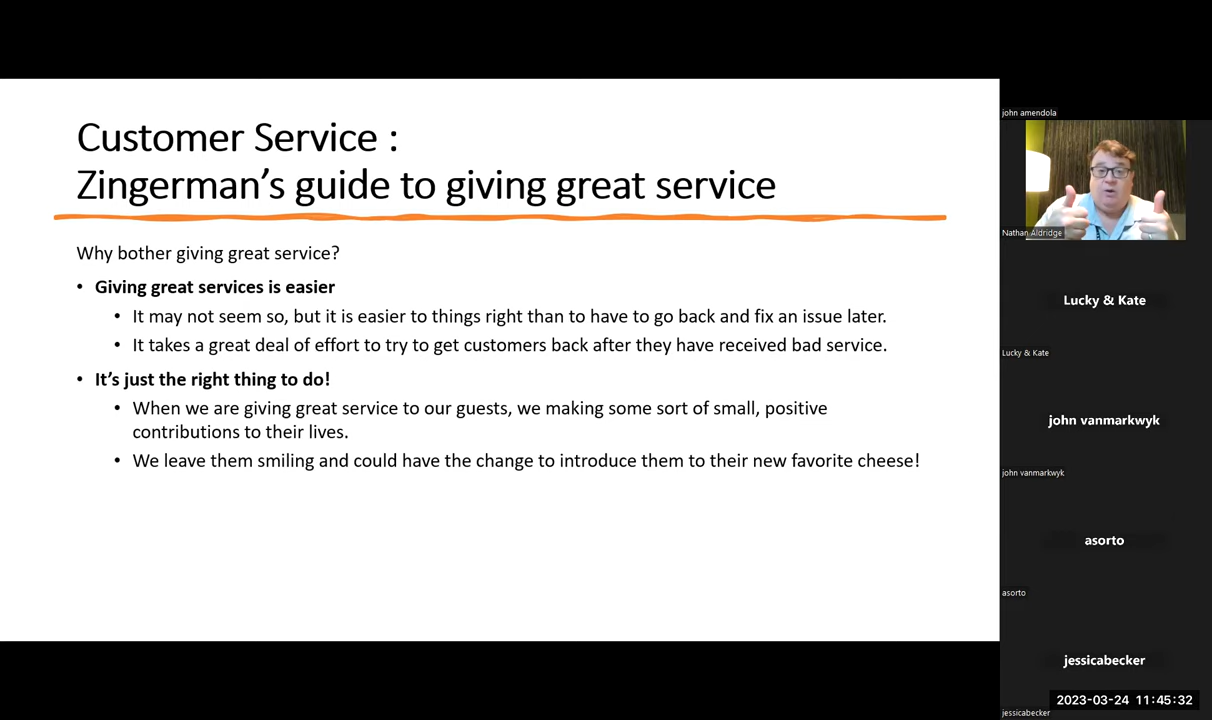 Customer Service :
Zingerman's guide to giving great service
Why bother giving great service?
• Giving great services is easier
• It may not seem so, but it is easier to things right than to have to go back and fix an issue later.
• It takes a great deal of effort to try to get customers back after they have received bad service.
• It's just the right thing to do!
• When we are giving great service to our guests, we making some sort of small, positive
contributions to their lives.
• We leave them smiling and could have the change to introduce them to their new favorite cheese!
john amendola
Nathan Aldridge
Lucky & Kate
Lucky & Kate
john vanmarkwyk
john vanmarkwyk
asorto
asorto
jessicabecker
2023-03-24 11:45:32
jessicabecker